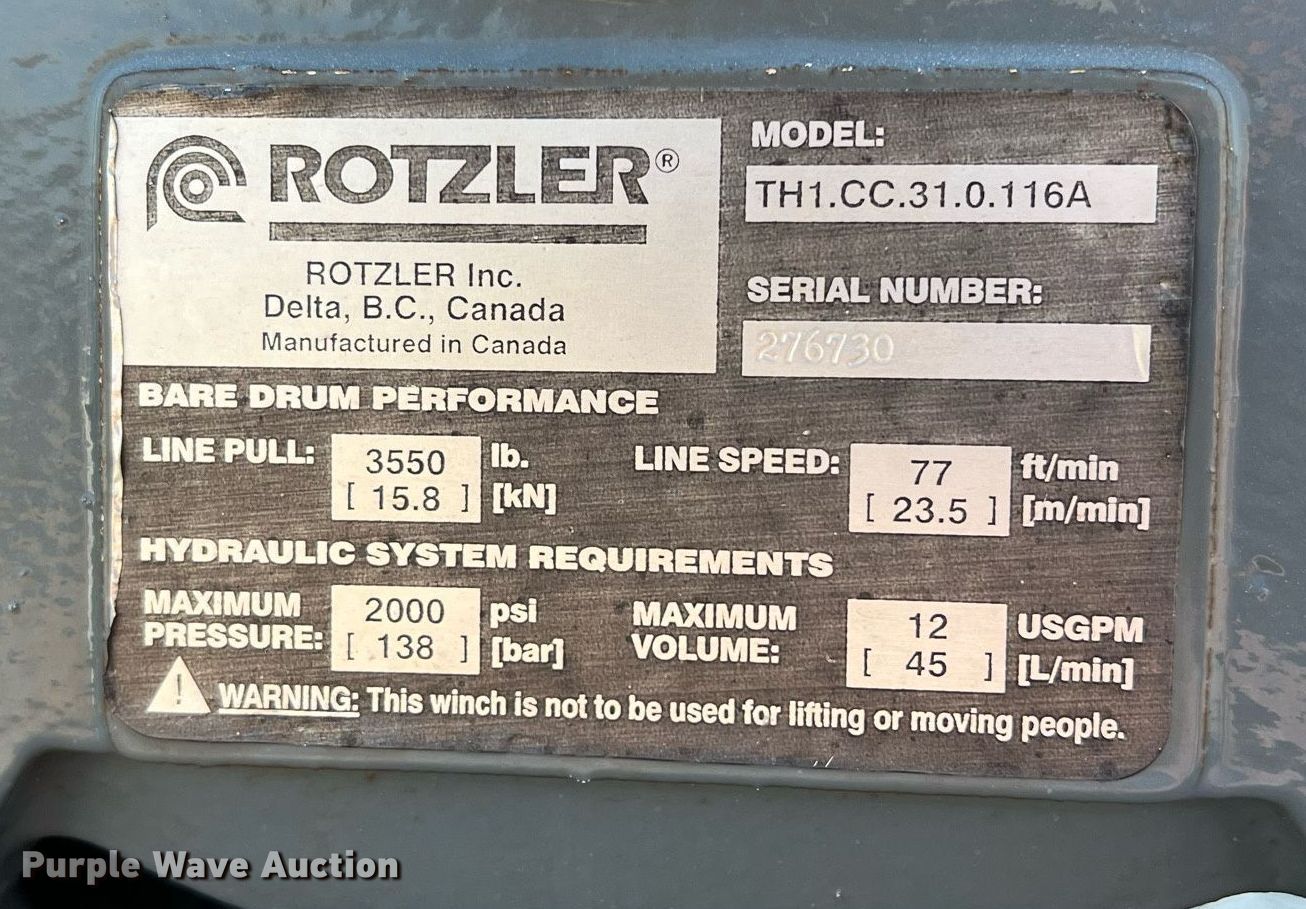 ROTZLER®
ROTZLER Inc.
Delta, B.C., Canada
Manufactured in Canada
MODEL:
TH1.CC.31.0.116A
SERIAL NUMBER:
276730
BARE DRUM PERFORMANCE
LINE PULL: 3550 lb.
[ 15.8 ] [kN]
LINE SPEED: 77 ft/min
[ 23.5 ] [m/min]
HYDRAULIC SYSTEM REQUIREMENTS
MAXIMUM PRESSURE: 2000 psi
[ 138 ] [bar]
MAXIMUM VOLUME: 12 USGPM
[ 45 ] [L/min]
! WARNING: This winch is not to be used for lifting or moving people.
Purple Wave Auction